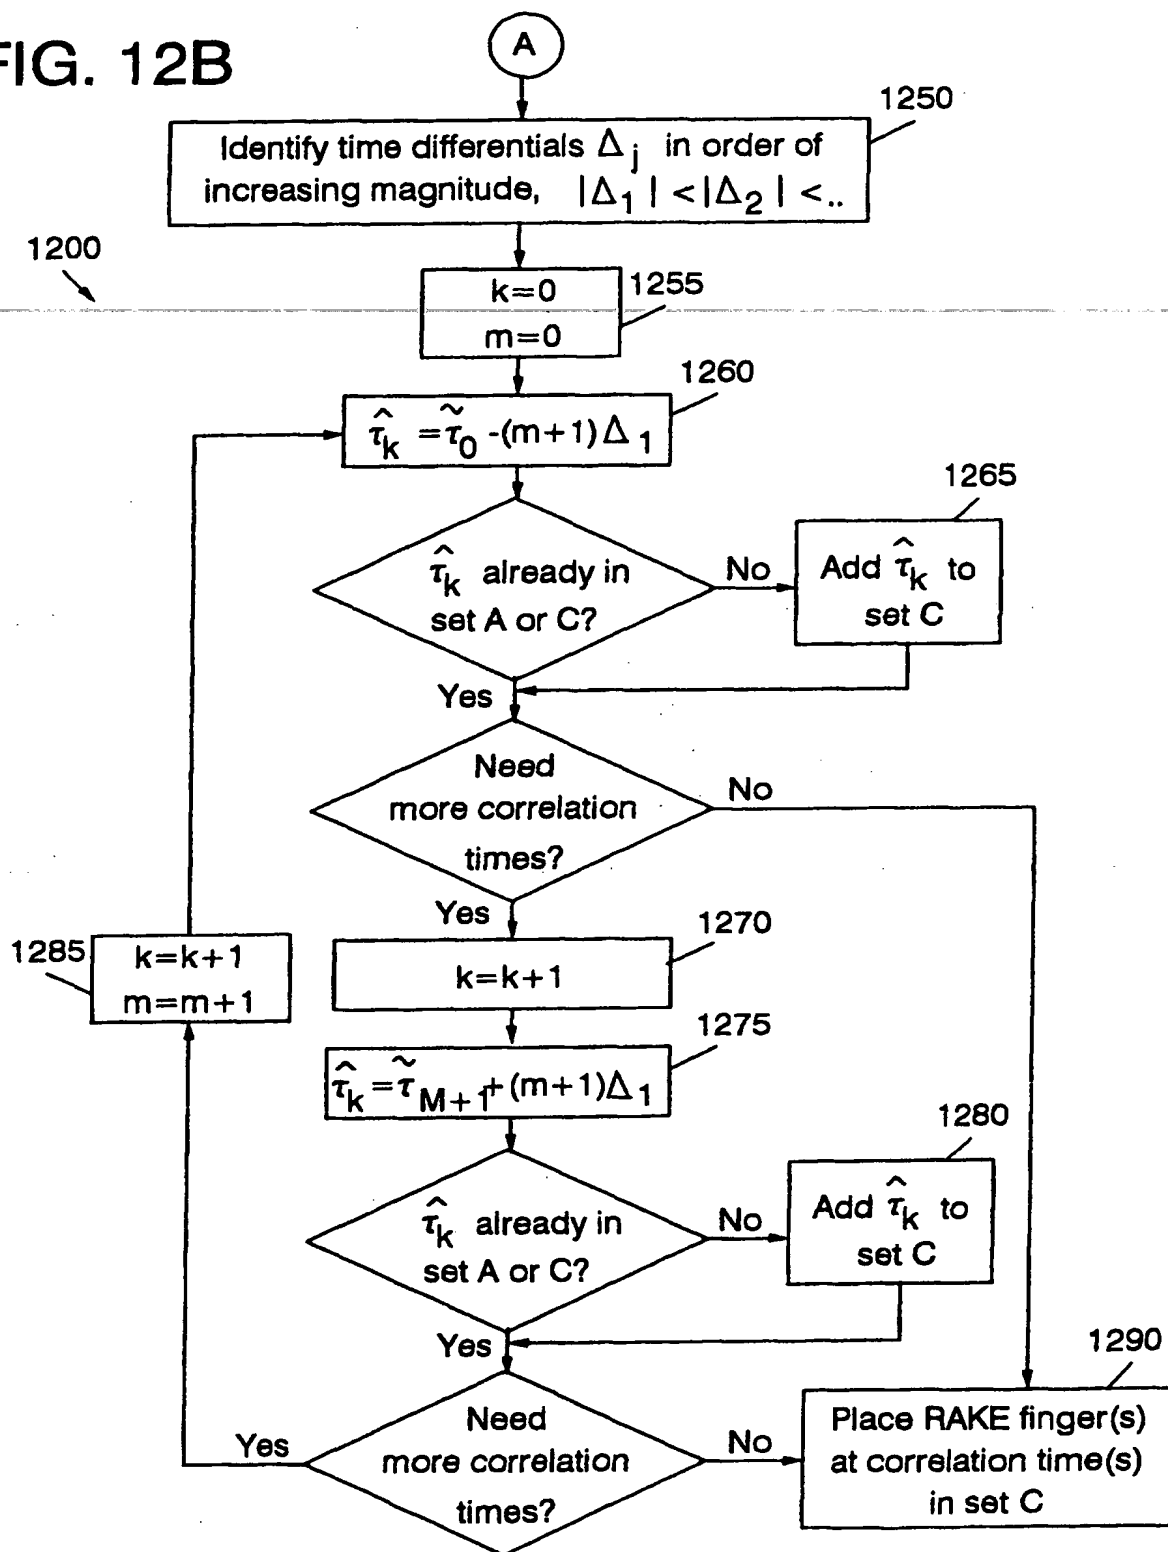 FIG. 12B
A
1250
Identify time differentials Δj in order of
increasing magnitude, |Δ1| <|Δ2| <..
1200
k=0
m=0
1255
1260
τ̂k = τ̃0 -(m+1)Δ1
1265
τ̂k already in
set A or C?
No
Add τ̂k to
set C
Yes
Need
more correlation
times?
No
Yes
1270
k=k+1
1285
k=k+1
m=m+1
1275
τ̂k = τ̃M+1+(m+1)Δ1
1280
τ̂k already in
set A or C?
No
Add τ̂k to
set C
Yes
1290
Need
more correlation
times?
Yes
No
Place RAKE finger(s)
at correlation time(s)
in set C